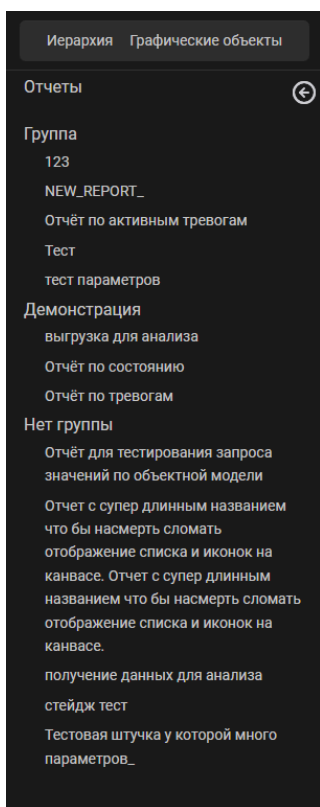 Иерархия Графические объекты
Отчеты
Группа
123
NEW_REPORT_
Отчёт по активным тревогам
Тест
тест параметров
Демонстрация
выгрузка для анализа
Отчёт по состоянию
Отчёт по тревогам
Нет группы
Отчёт для тестирования запроса
значений по объектной модели
Отчет с супер длинным названием
что бы насмерть сломать
отображение списка и иконок на
канвасе. Отчет с супер длинным
названием что бы насмерть сломать
отображение списка и иконок на
канвасе.
получение данных для анализа
стейдж тест
Тестовая штучка у которой много
параметров_